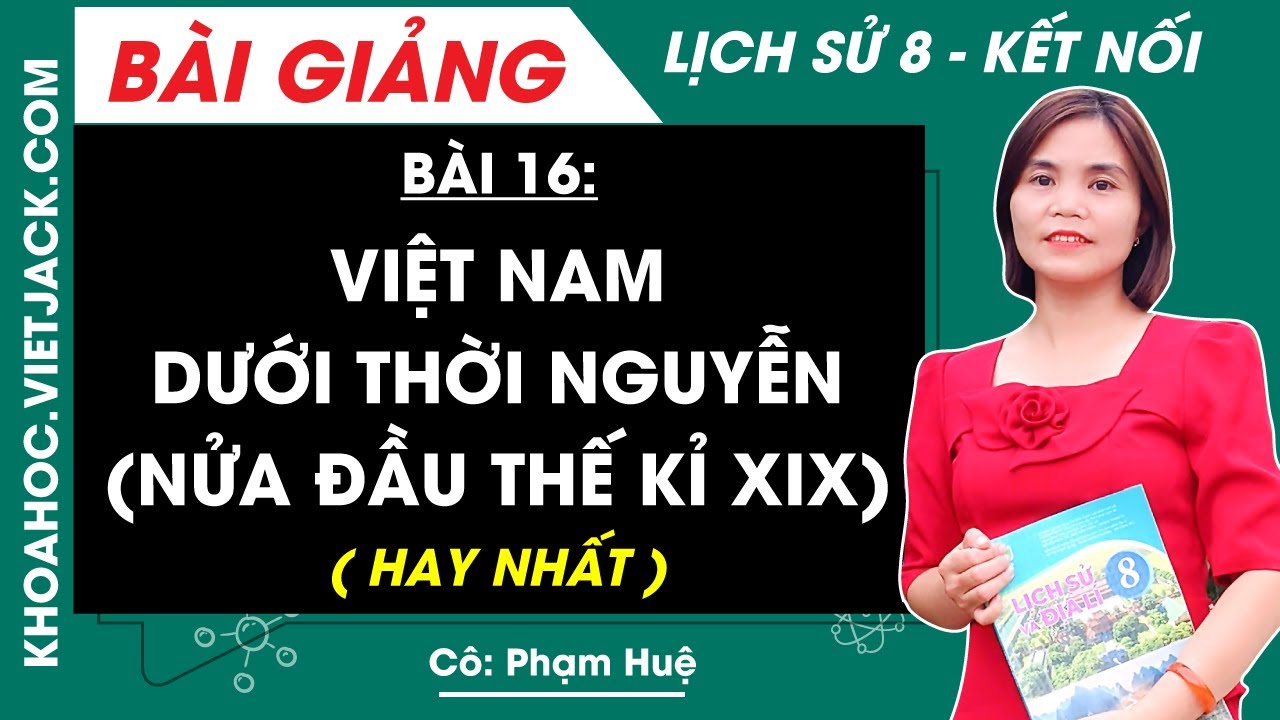 BÀI GIẢNG
LỊCH SỬ 8 - KẾT NỐI
KHOAHOC.VIETJACK.COM
BÀI 16:
VIỆT NAM
DƯỚI THỜI NGUYỄN
(NỬA ĐẦU THẾ KỈ XIX)
( HAY NHẤT )
Cô: Phạm Huệ
LỊCH SỬ
VÀ ĐỊA LÍ
8